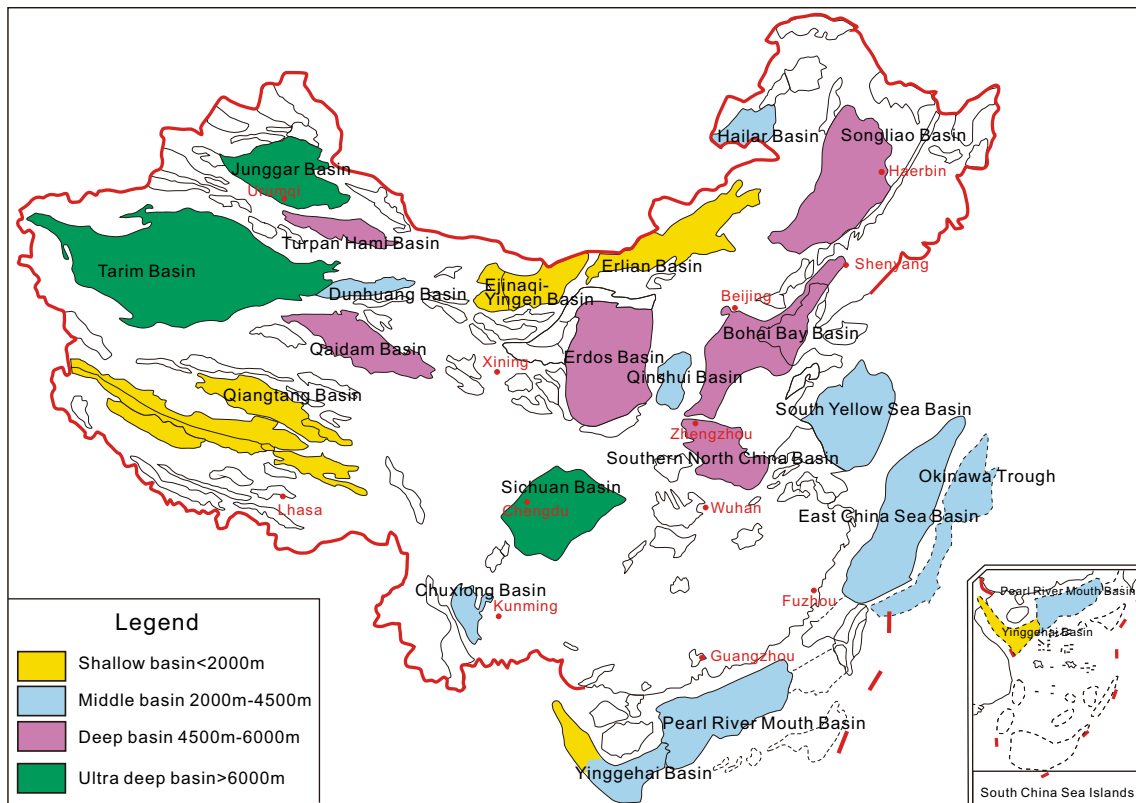 Hailar Basin
Songliao Basin
Junggar Basin
Haerbin
Urumqi
Turpan Hami Basin
Tarim Basin
Erlian Basin
Shenyang
Ejinaqi-
Yingen Basin
Dunhuang Basin
Beijing
Bohai Bay Basin
Qaidam Basin
Erdos Basin
Xining
Qinshui Basin
Qiangtang Basin
South Yellow Sea Basin
Zhengzhou
Southern North China Basin
Okinawa Trough
Sichuan Basin
Chengdu
Lhasa
Wuhan
East China Sea Basin
Chuxiong Basin
Kunming
Fuzhou
Guangzhou
Pearl River Mouth Basin
Yinggehai Basin
Legend
Shallow basin<2000m
Middle basin 2000m-4500m
Deep basin 4500m-6000m
Ultra deep basin>6000m
Pearl River Mouth Basin
Yinggehai Basin
South China Sea Islands